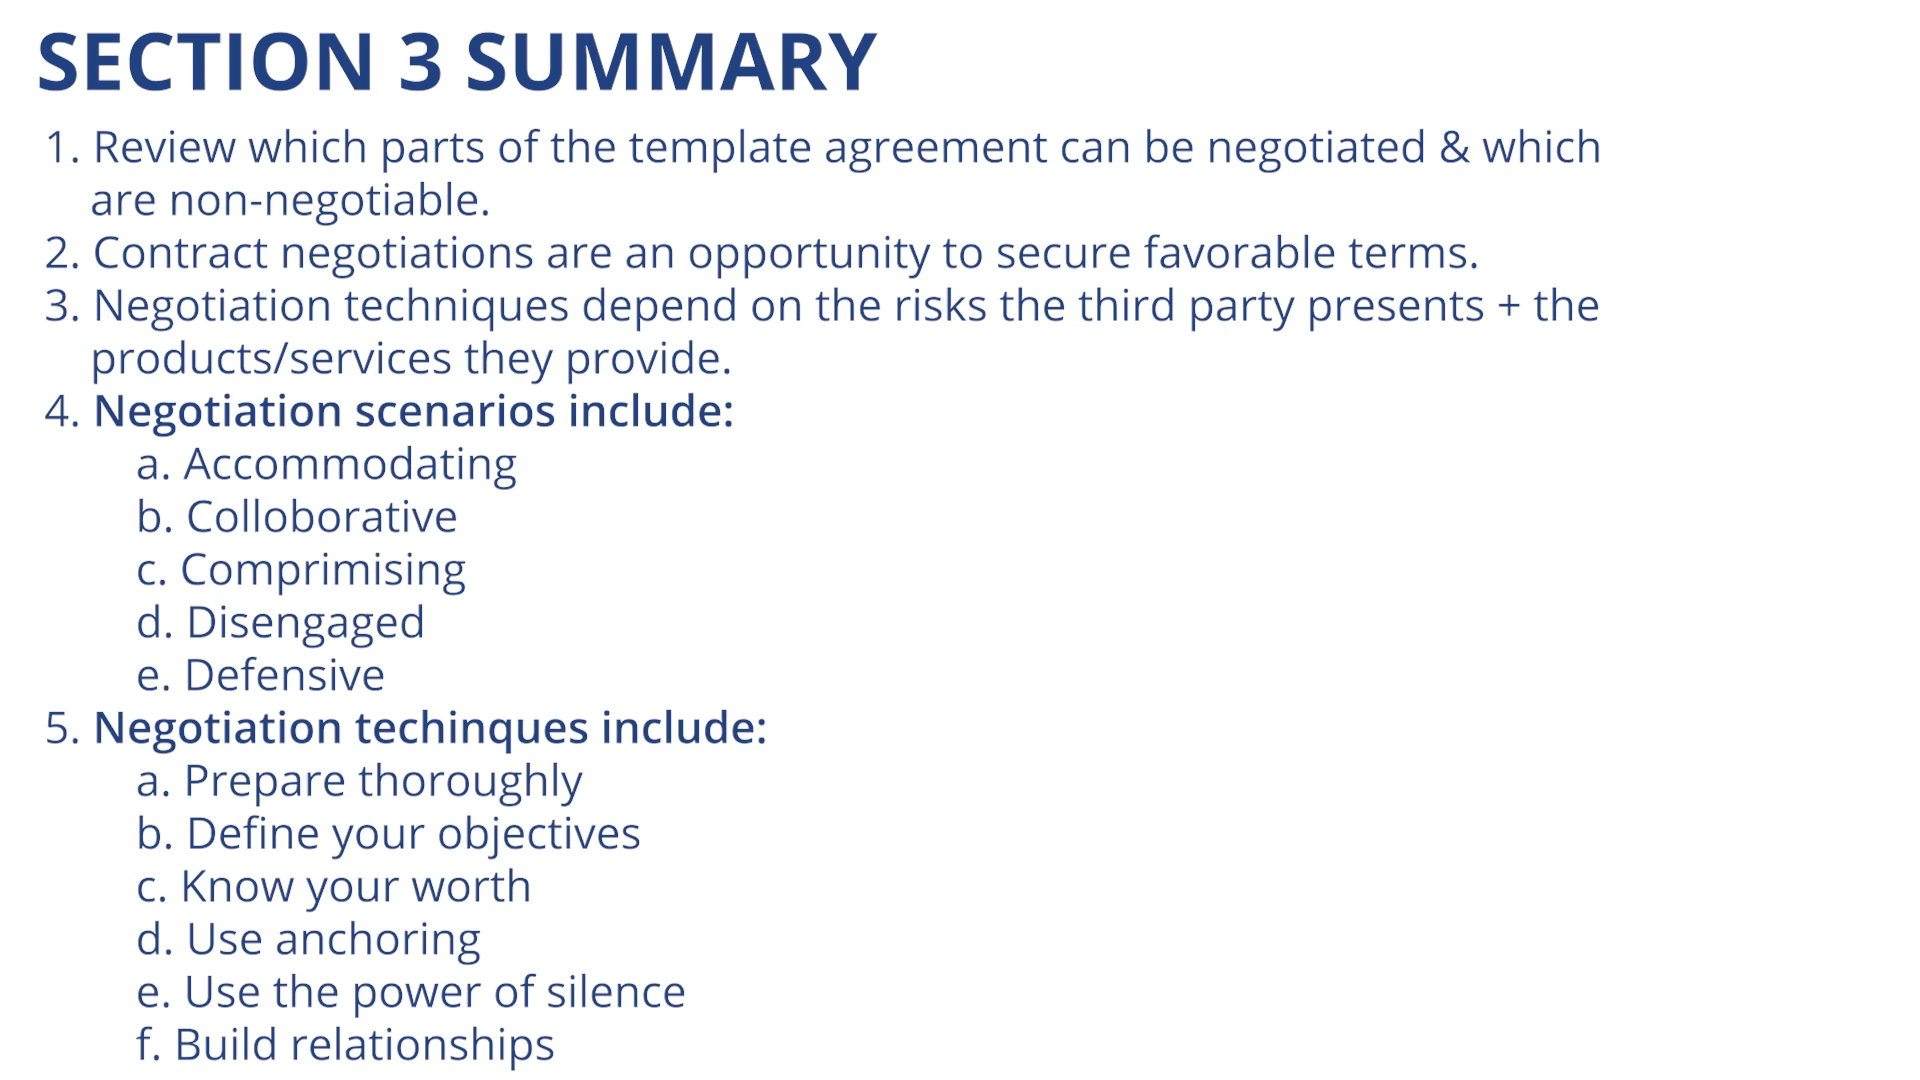 SECTION 3 SUMMARY
1. Review which parts of the template agreement can be negotiated & which
are non-negotiable.
2. Contract negotiations are an opportunity to secure favorable terms.
3. Negotiation techniques depend on the risks the third party presents + the
products/services they provide.
4. Negotiation scenarios include:
a. Accommodating
b. Colloborative
c. Comprimising
d. Disengaged
e. Defensive
5. Negotiation techinques include:
a. Prepare thoroughly
b. Define your objectives
c. Know your worth
d. Use anchoring
e. Use the power of silence
f. Build relationships